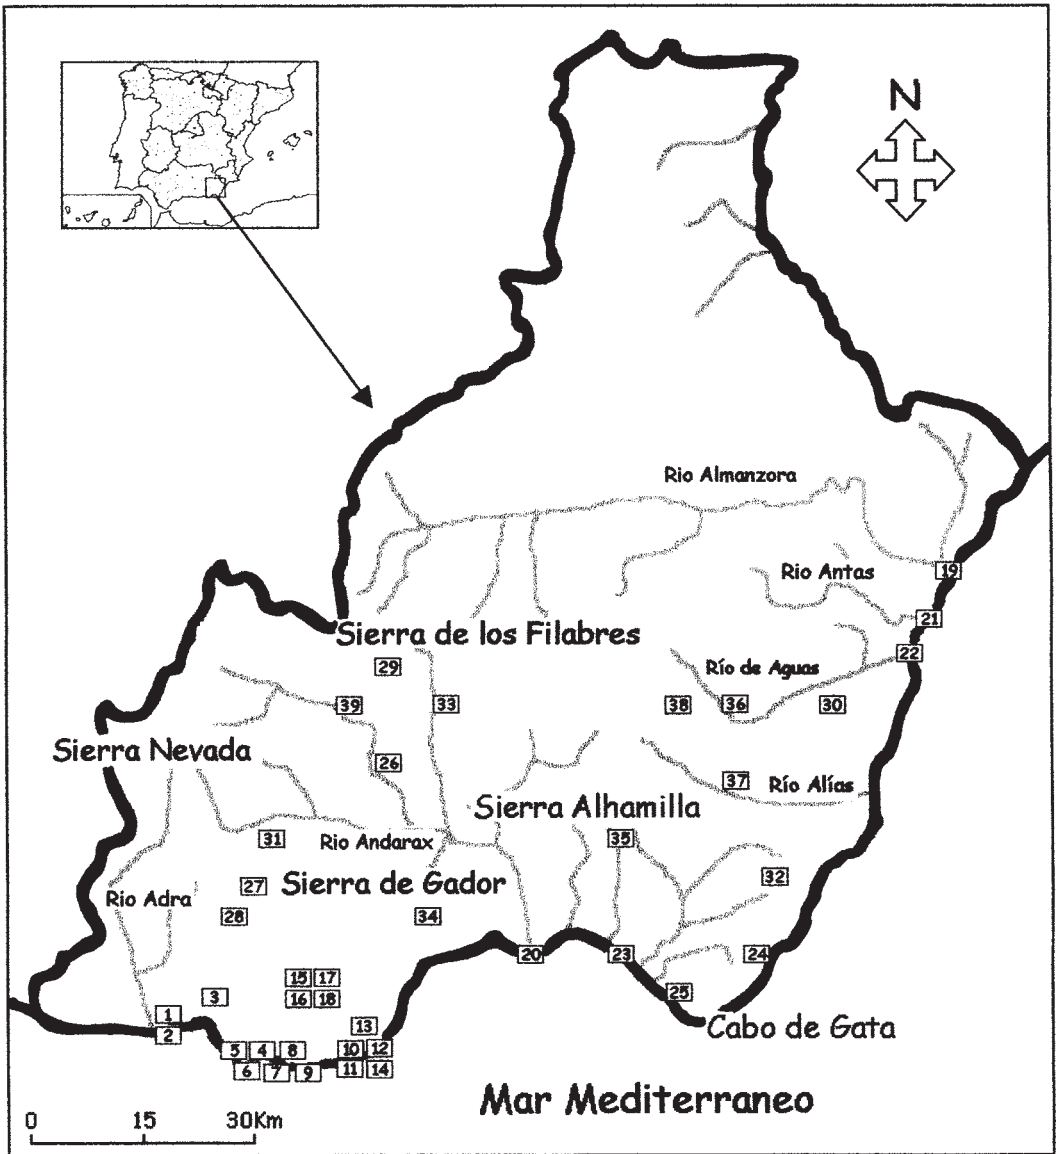 N
Rio Almanzora
19
Rio Antas
21
Sierra de los Filabres
22
29
Río de Aguas
39
33
38
36
30
Sierra Nevada
26
37
Río Alías
Sierra Alhamilla
31
Rio Andarax
35
32
27
Sierra de Gador
Rio Adra
28
34
20
23
24
15
17
3
16
18
25
1
13
Cabo de Gata
2
5
4
8
10
12
6
7
9
11
14
Mar Mediterraneo
0
15
30Km